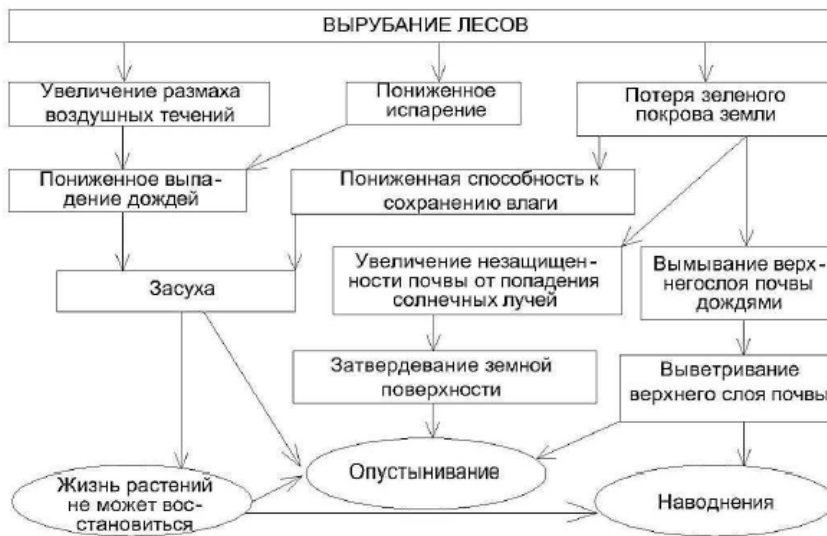 ВЫРУБАНИЕ ЛЕСОВ
Увеличение размаха
воздушных течений
Пониженное
испарение
Потеря зеленого
покрова земли
Пониженное выпа-
дение дождей
Пониженная способность к
сохранению влаги
Засуха
Увеличение незащищен-
ности почвы от попадения
солнечных лучей
Вымывание верх-
негослоя почвы
дождями
Затвердевание земной
поверхности
Выветривание
верхнего слоя почвы
Жизнь растений
не может вос-
становиться
Опустынивание
Наводнения